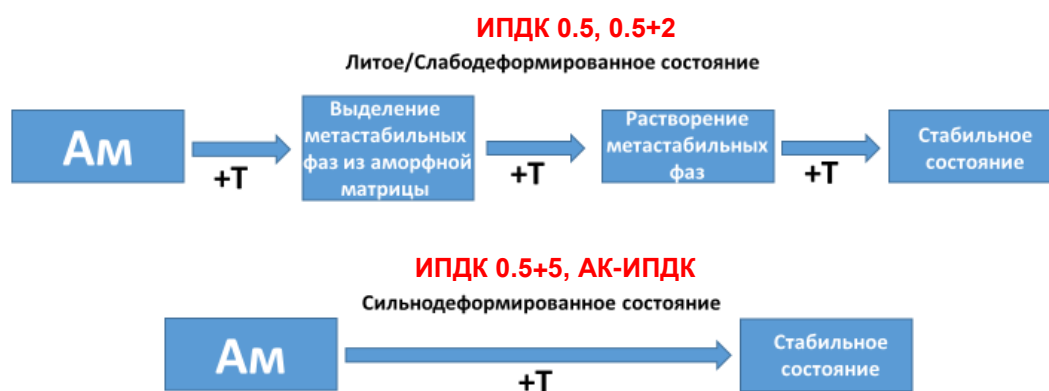 ИПДК 0.5, 0.5+2
Литое/Слабодеформированное состояние
Ам
+Т
Выделение
метастабильных
фаз из аморфной
матрицы
+Т
Растворение
метастабильных
фаз
+Т
Стабильное
состояние
ИПДК 0.5+5, АК-ИПДК
Сильнодеформированное состояние
Ам
+Т
Стабильное
состояние